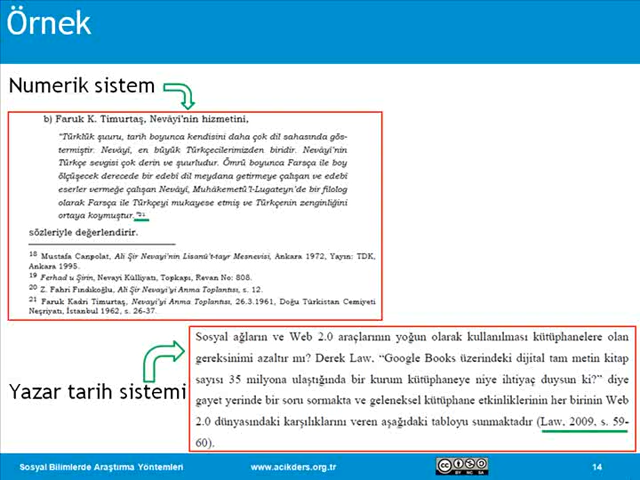 Örnek
Numerik sistem
b) Faruk K. Timurtaş, Nevâyî'nin hizmetini,
"Türklük şuuru, tarih boyunca kendisini daha çok dil sahasında gös-
termiştir. Nevâyî, en büyük Türkçecilerimizden biridir. Nevâyî'nin
Türkçe sevgisi çok derin ve şuurludur. Ömrü boyunca Farsça ile boy
ölçüşecek derecede bir edebî dil meydana getirmeye çalışan ve edebî
eserler vermeğe çalışan Nevâyî, Muhâkemetü'l-Lugateyn'de bir filolog
olarak Farsça ile Türkçeyi mukayese etmiş ve Türkçenin zenginliğini
ortaya koymuştur."21
sözleriyle değerlendirir.
18 Mustafa Canpolat, Ali Şir Nevayi'nin Lisanü't-tayr Mesnevisi, Ankara 1972, Yayın: TDK,
Ankara 1995.
19 Ferhad u Şirin, Nevayi Külliyatı, Topkapı, Revan No: 808.
20 Z. Fahri Fındıkoğlu, Ali Şir Nevayi'yi Anma Toplantısı, s. 12.
21 Faruk Kadri Timurtaş, Nevayi'yi Anma Toplantısı, 26.3.1961, Doğu Türkistan Cemiyeti
Neşriyatı, İstanbul 1962, s. 26-37.
Yazar tarih sistemi
Sosyal ağların ve Web 2.0 araçlarının yoğun olarak kullanılması kütüphanelere olan
gereksinimi azaltır mı? Derek Law, "Google Books üzerindeki dijital tam metin kitap
sayısı 35 milyona ulaştığında bir kurum kütüphaneye niye ihtiyaç duysun ki?" diye
gayet yerinde bir soru sormakta ve geleneksel kütüphane etkinliklerinin her birinin Web
2.0 dünyasındaki karşılıklarını veren aşağıdaki tabloyu sunmaktadır (Law, 2009, s. 59-
60).
Sosyal Bilimlerde Araştırma Yöntemleri
www.acikders.org.tr
cc BY NC SA
14